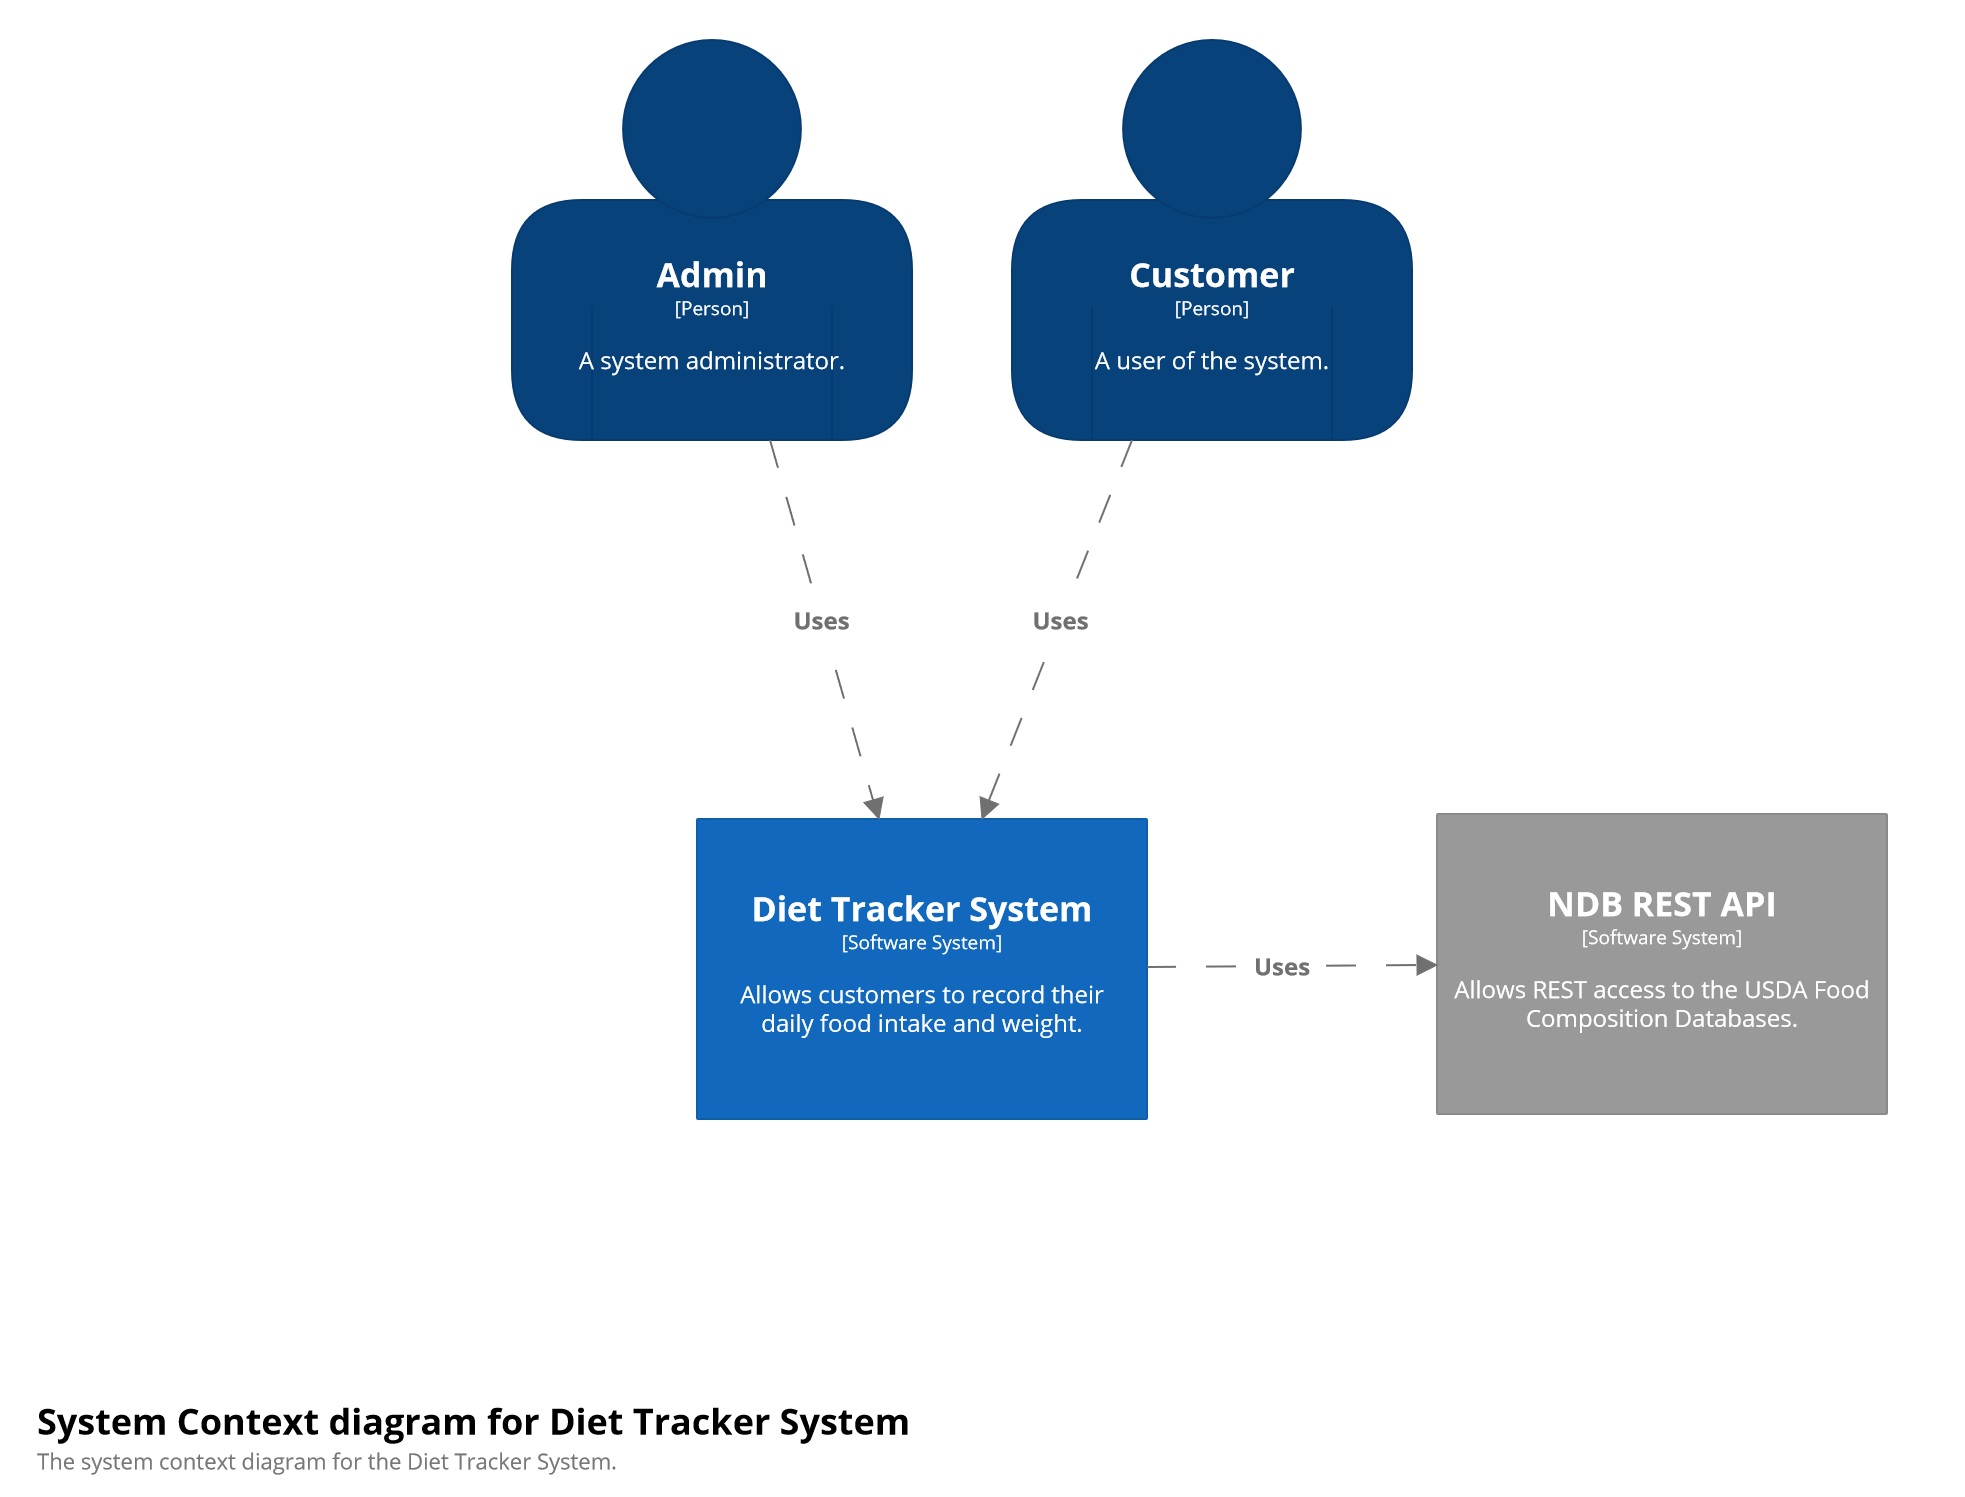 Admin
[Person]
A system administrator.
Customer
[Person]
A user of the system.
Uses
Uses
Diet Tracker System
[Software System]
Allows customers to record their
daily food intake and weight.
Uses
NDB REST API
[Software System]
Allows REST access to the USDA Food
Composition Databases.
System Context diagram for Diet Tracker System
The system context diagram for the Diet Tracker System.